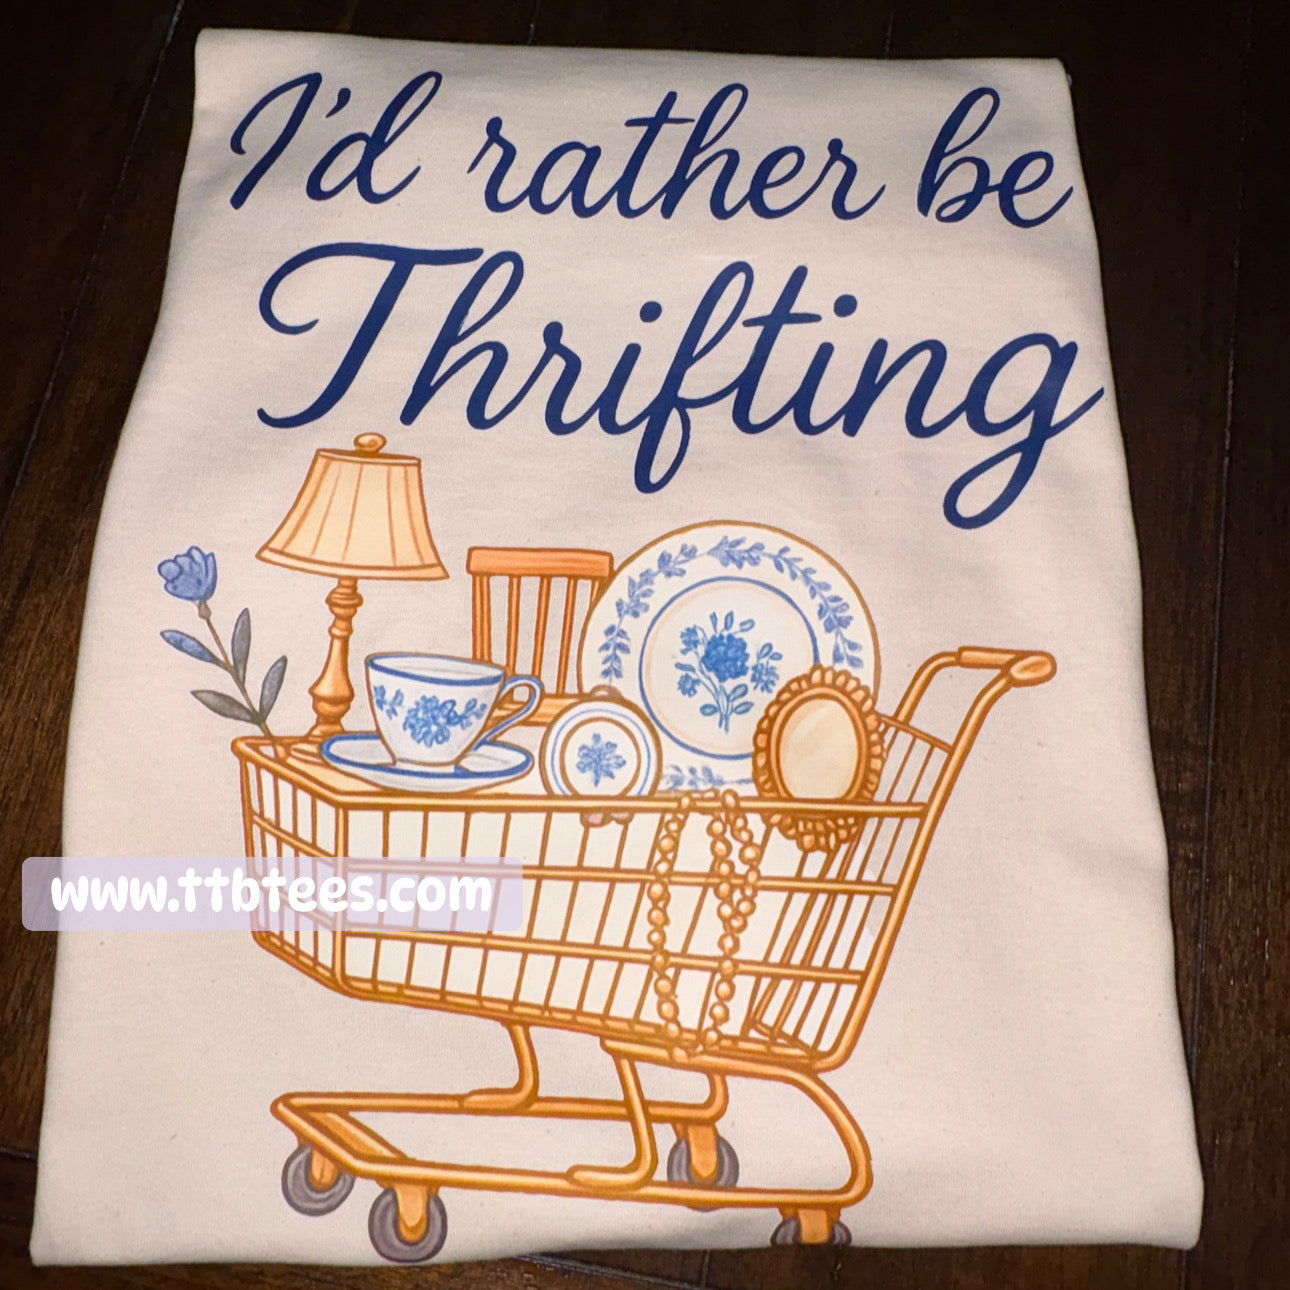 I'd rather be
Thrifting
www.ttbtees.com